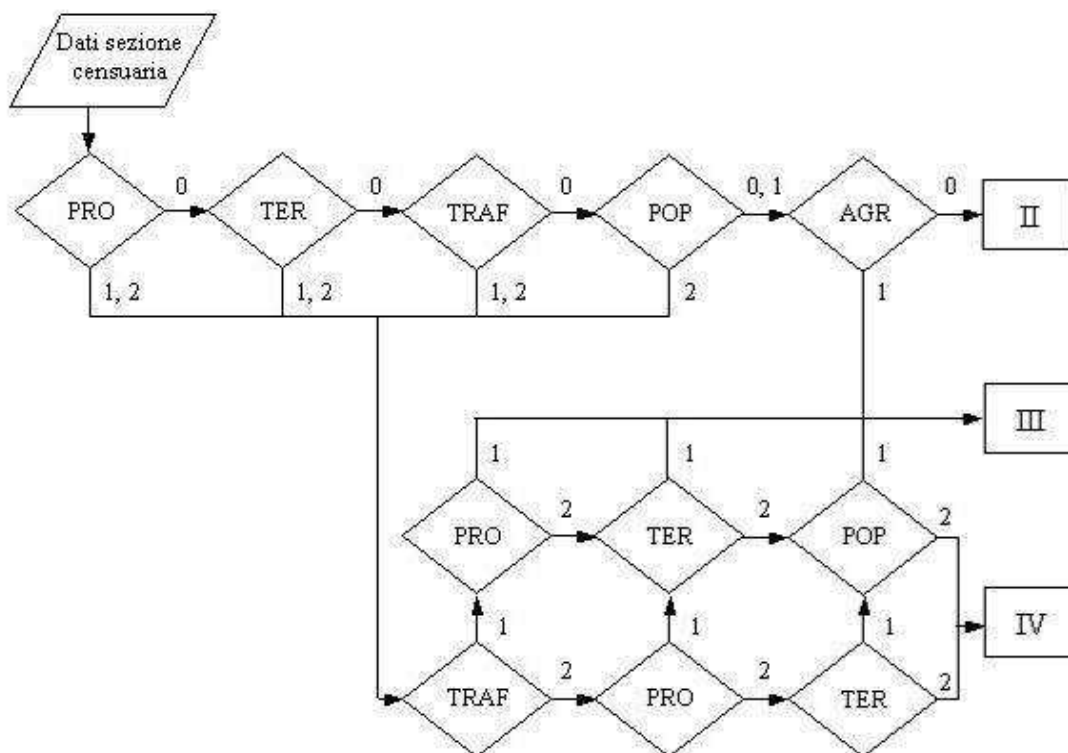 Dati sezione
censuaria
PRO
0
TER
0
TRAF
0
POP
0, 1
AGR
0
II
1, 2
1, 2
1, 2
2
1
III
1
1
1
PRO
2
TER
2
POP
2
IV
1
1
1
TRAF
2
PRO
2
TER
2